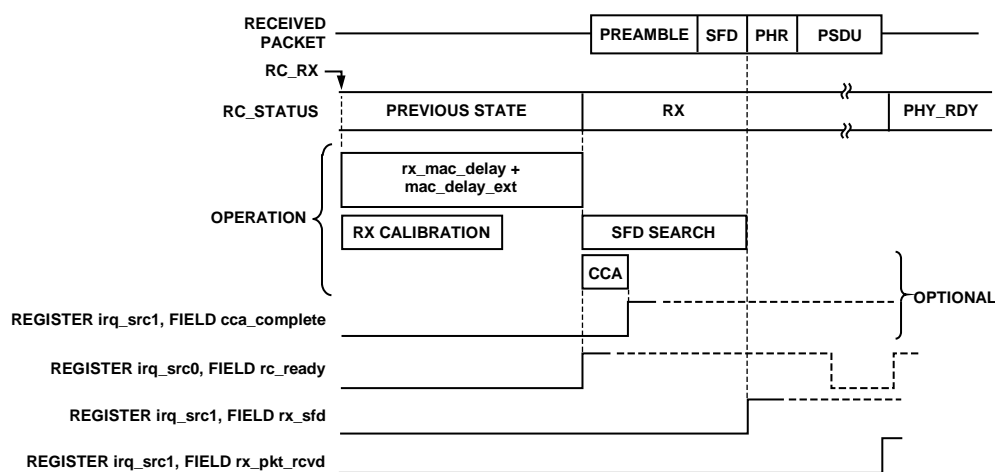 RECEIVED
PACKET
PREAMBLE SFD PHR PSDU
RC_RX
RC_STATUS PREVIOUS STATE RX PHY_RDY
rx_mac_delay +
mac_delay_ext
OPERATION
RX CALIBRATION SFD SEARCH
CCA
OPTIONAL
REGISTER irq_src1, FIELD cca_complete
REGISTER irq_src0, FIELD rc_ready
REGISTER irq_src1, FIELD rx_sfd
REGISTER irq_src1, FIELD rx_pkt_rcvd